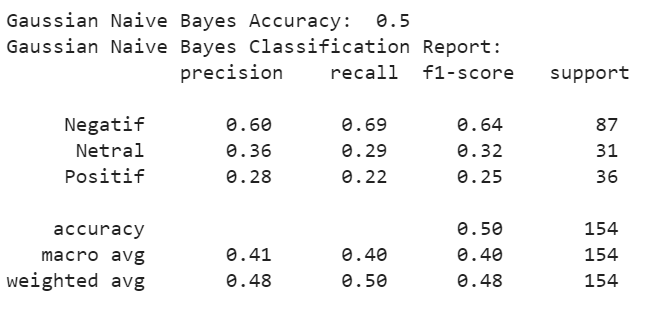 Gaussian Naive Bayes Accuracy:  0.5
Gaussian Naive Bayes Classification Report:
              precision    recall  f1-score   support

     Negatif       0.60      0.69      0.64        87
      Netral       0.36      0.29      0.32        31
     Positif       0.28      0.22      0.25        36

    accuracy                           0.50       154
   macro avg       0.41      0.40      0.40       154
weighted avg       0.48      0.50      0.48       154